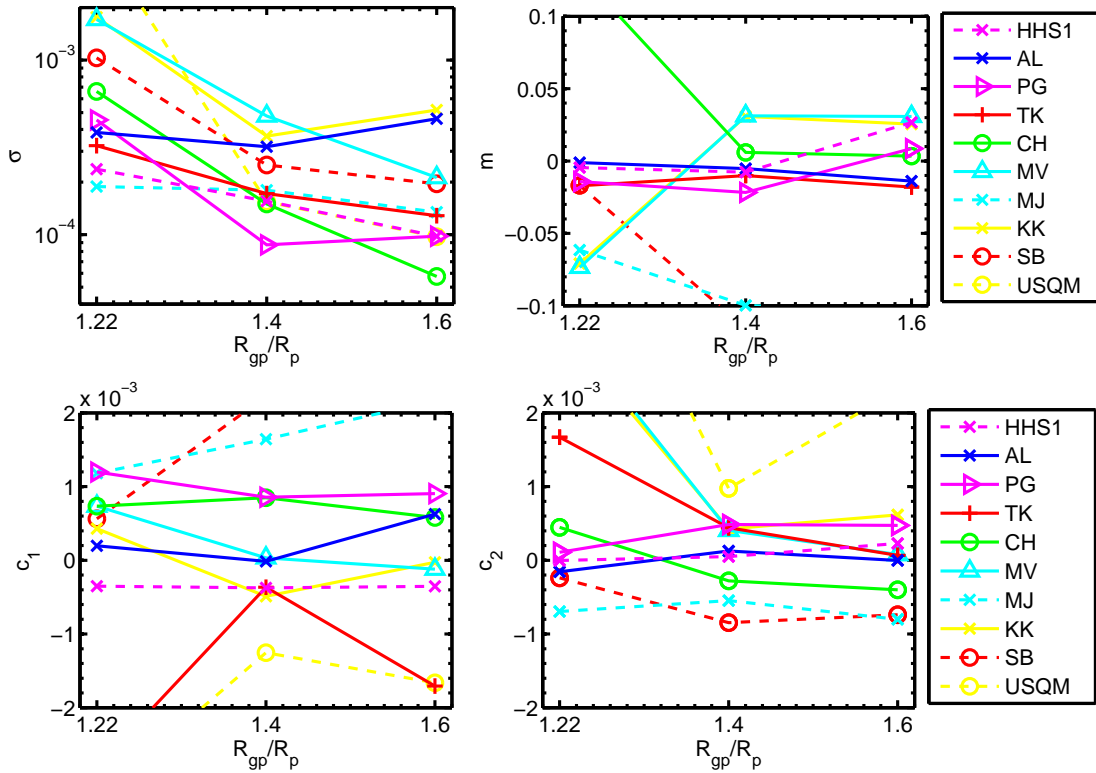 10⁻³
10⁻⁴
σ
1.22 1.4 1.6
R_gp/R_p
0.1
0.05
0
−0.05
−0.1
m
1.22 1.4 1.6
R_gp/R_p
HHS1
AL
PG
TK
CH
MV
MJ
KK
SB
USQM
x 10⁻³
2
1
0
−1
−2
c₁
1.22 1.4 1.6
R_gp/R_p
x 10⁻³
2
1
0
−1
−2
c₂
1.22 1.4 1.6
R_gp/R_p
HHS1
AL
PG
TK
CH
MV
MJ
KK
SB
USQM